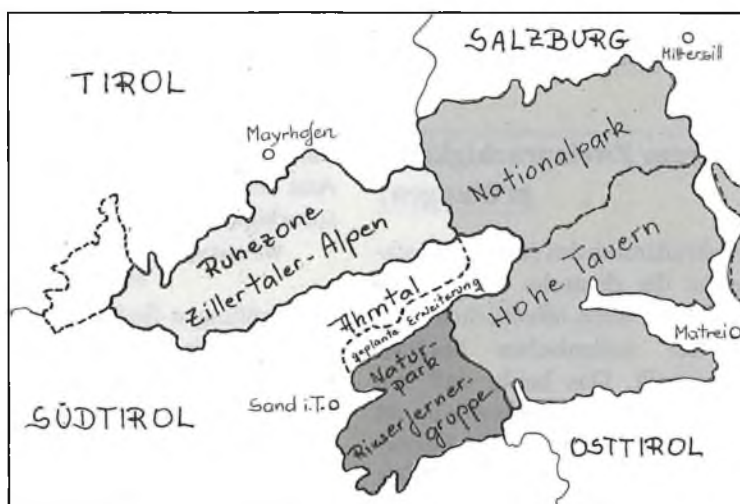 SALZBURG
Mittersill
TIROL
Mayrhofen
Nationalpark
Ruhezone
Zillertaler-Alpen
Hohe Tauern
Ahrntal
geplante Erweiterung
Matrei
Natur-
park
Sand i.T.
Rieserferner-
gruppe
SÜDTIROL
OSTTIROL